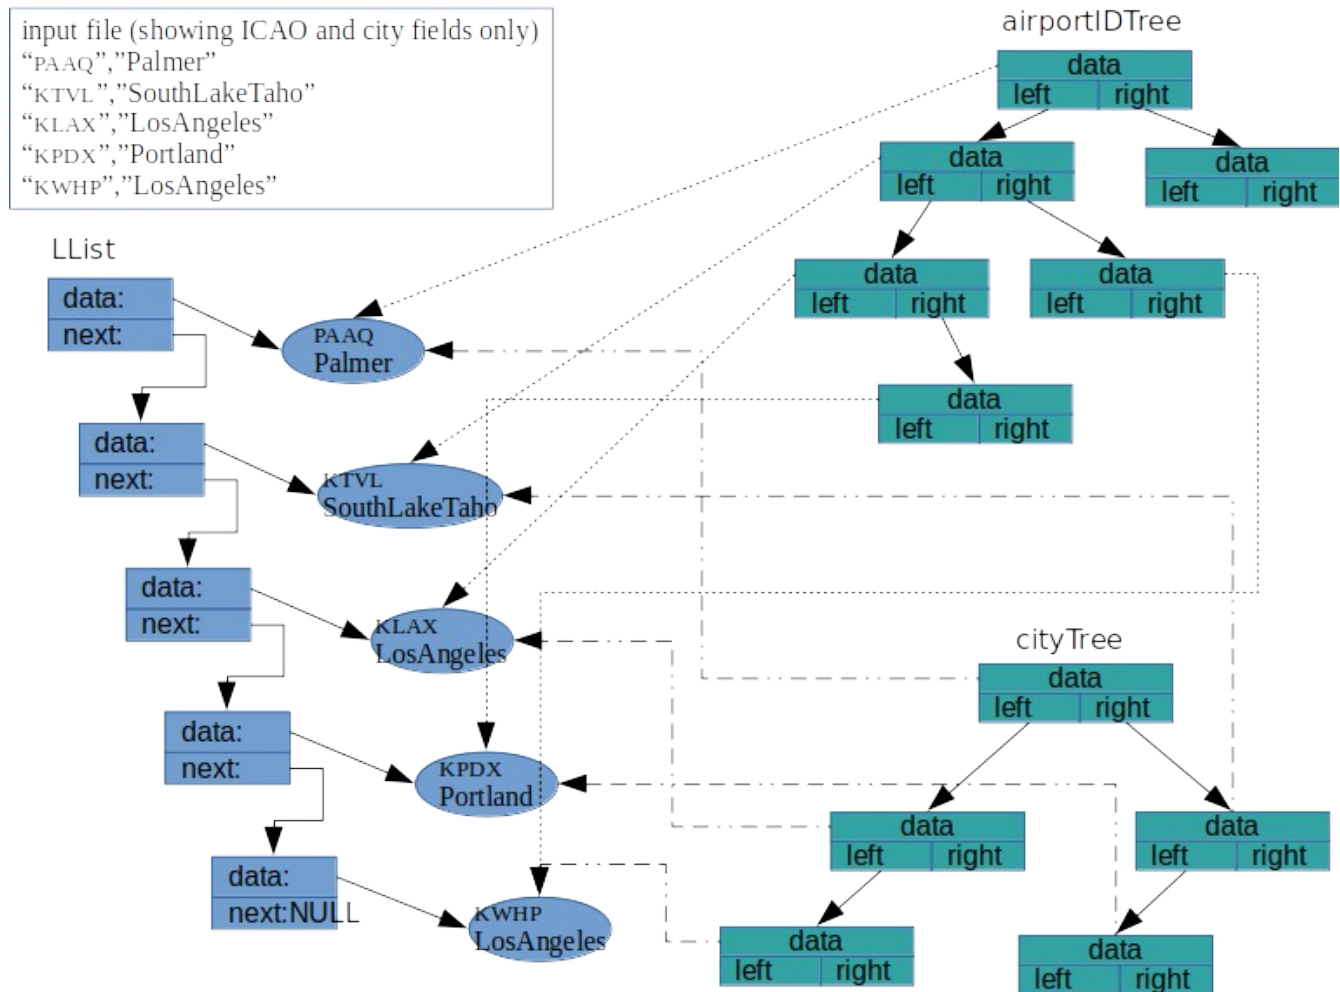 input file (showing ICAO and city fields only)
“PAAQ”,”Palmer”
“KTVL”,”SouthLakeTaho”
“KLAX”,”LosAngeles”
“KPDX”,”Portland”
“KWHP”,”LosAngeles”
airportIDTree
data
left right
data
left right
data
left right
data
left right
data
left right
data
left right
LList
data:
next:
PAAQ
Palmer
data:
next:
KTVL
SouthLakeTaho
data:
next:
KLAX
LosAngeles
data:
next:
KPDX
Portland
data:
next:NULL
KWHP
LosAngeles
cityTree
data
left right
data
left right
data
left right
data
left right
data
left right